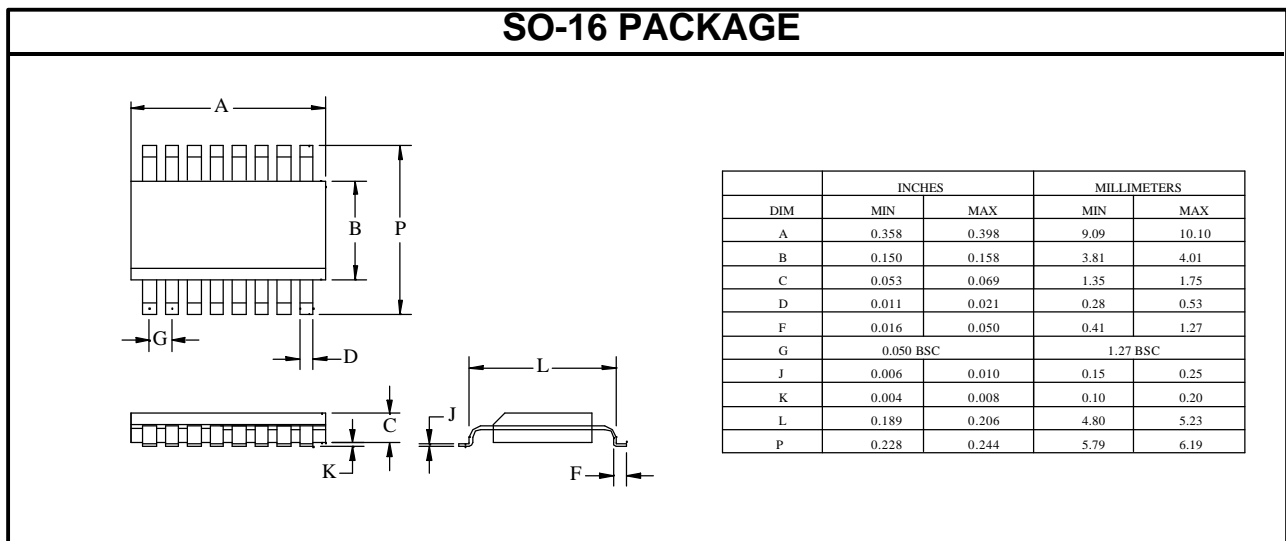 SO-16 PACKAGE
A
B
P
G
D
L
J
C
K
F
INCHES MILLIMETERS
DIM MIN MAX MIN MAX
A 0.358 0.398 9.09 10.10
B 0.150 0.158 3.81 4.01
C 0.053 0.069 1.35 1.75
D 0.011 0.021 0.28 0.53
F 0.016 0.050 0.41 1.27
G 0.050 BSC 1.27 BSC
J 0.006 0.010 0.15 0.25
K 0.004 0.008 0.10 0.20
L 0.189 0.206 4.80 5.23
P 0.228 0.244 5.79 6.19